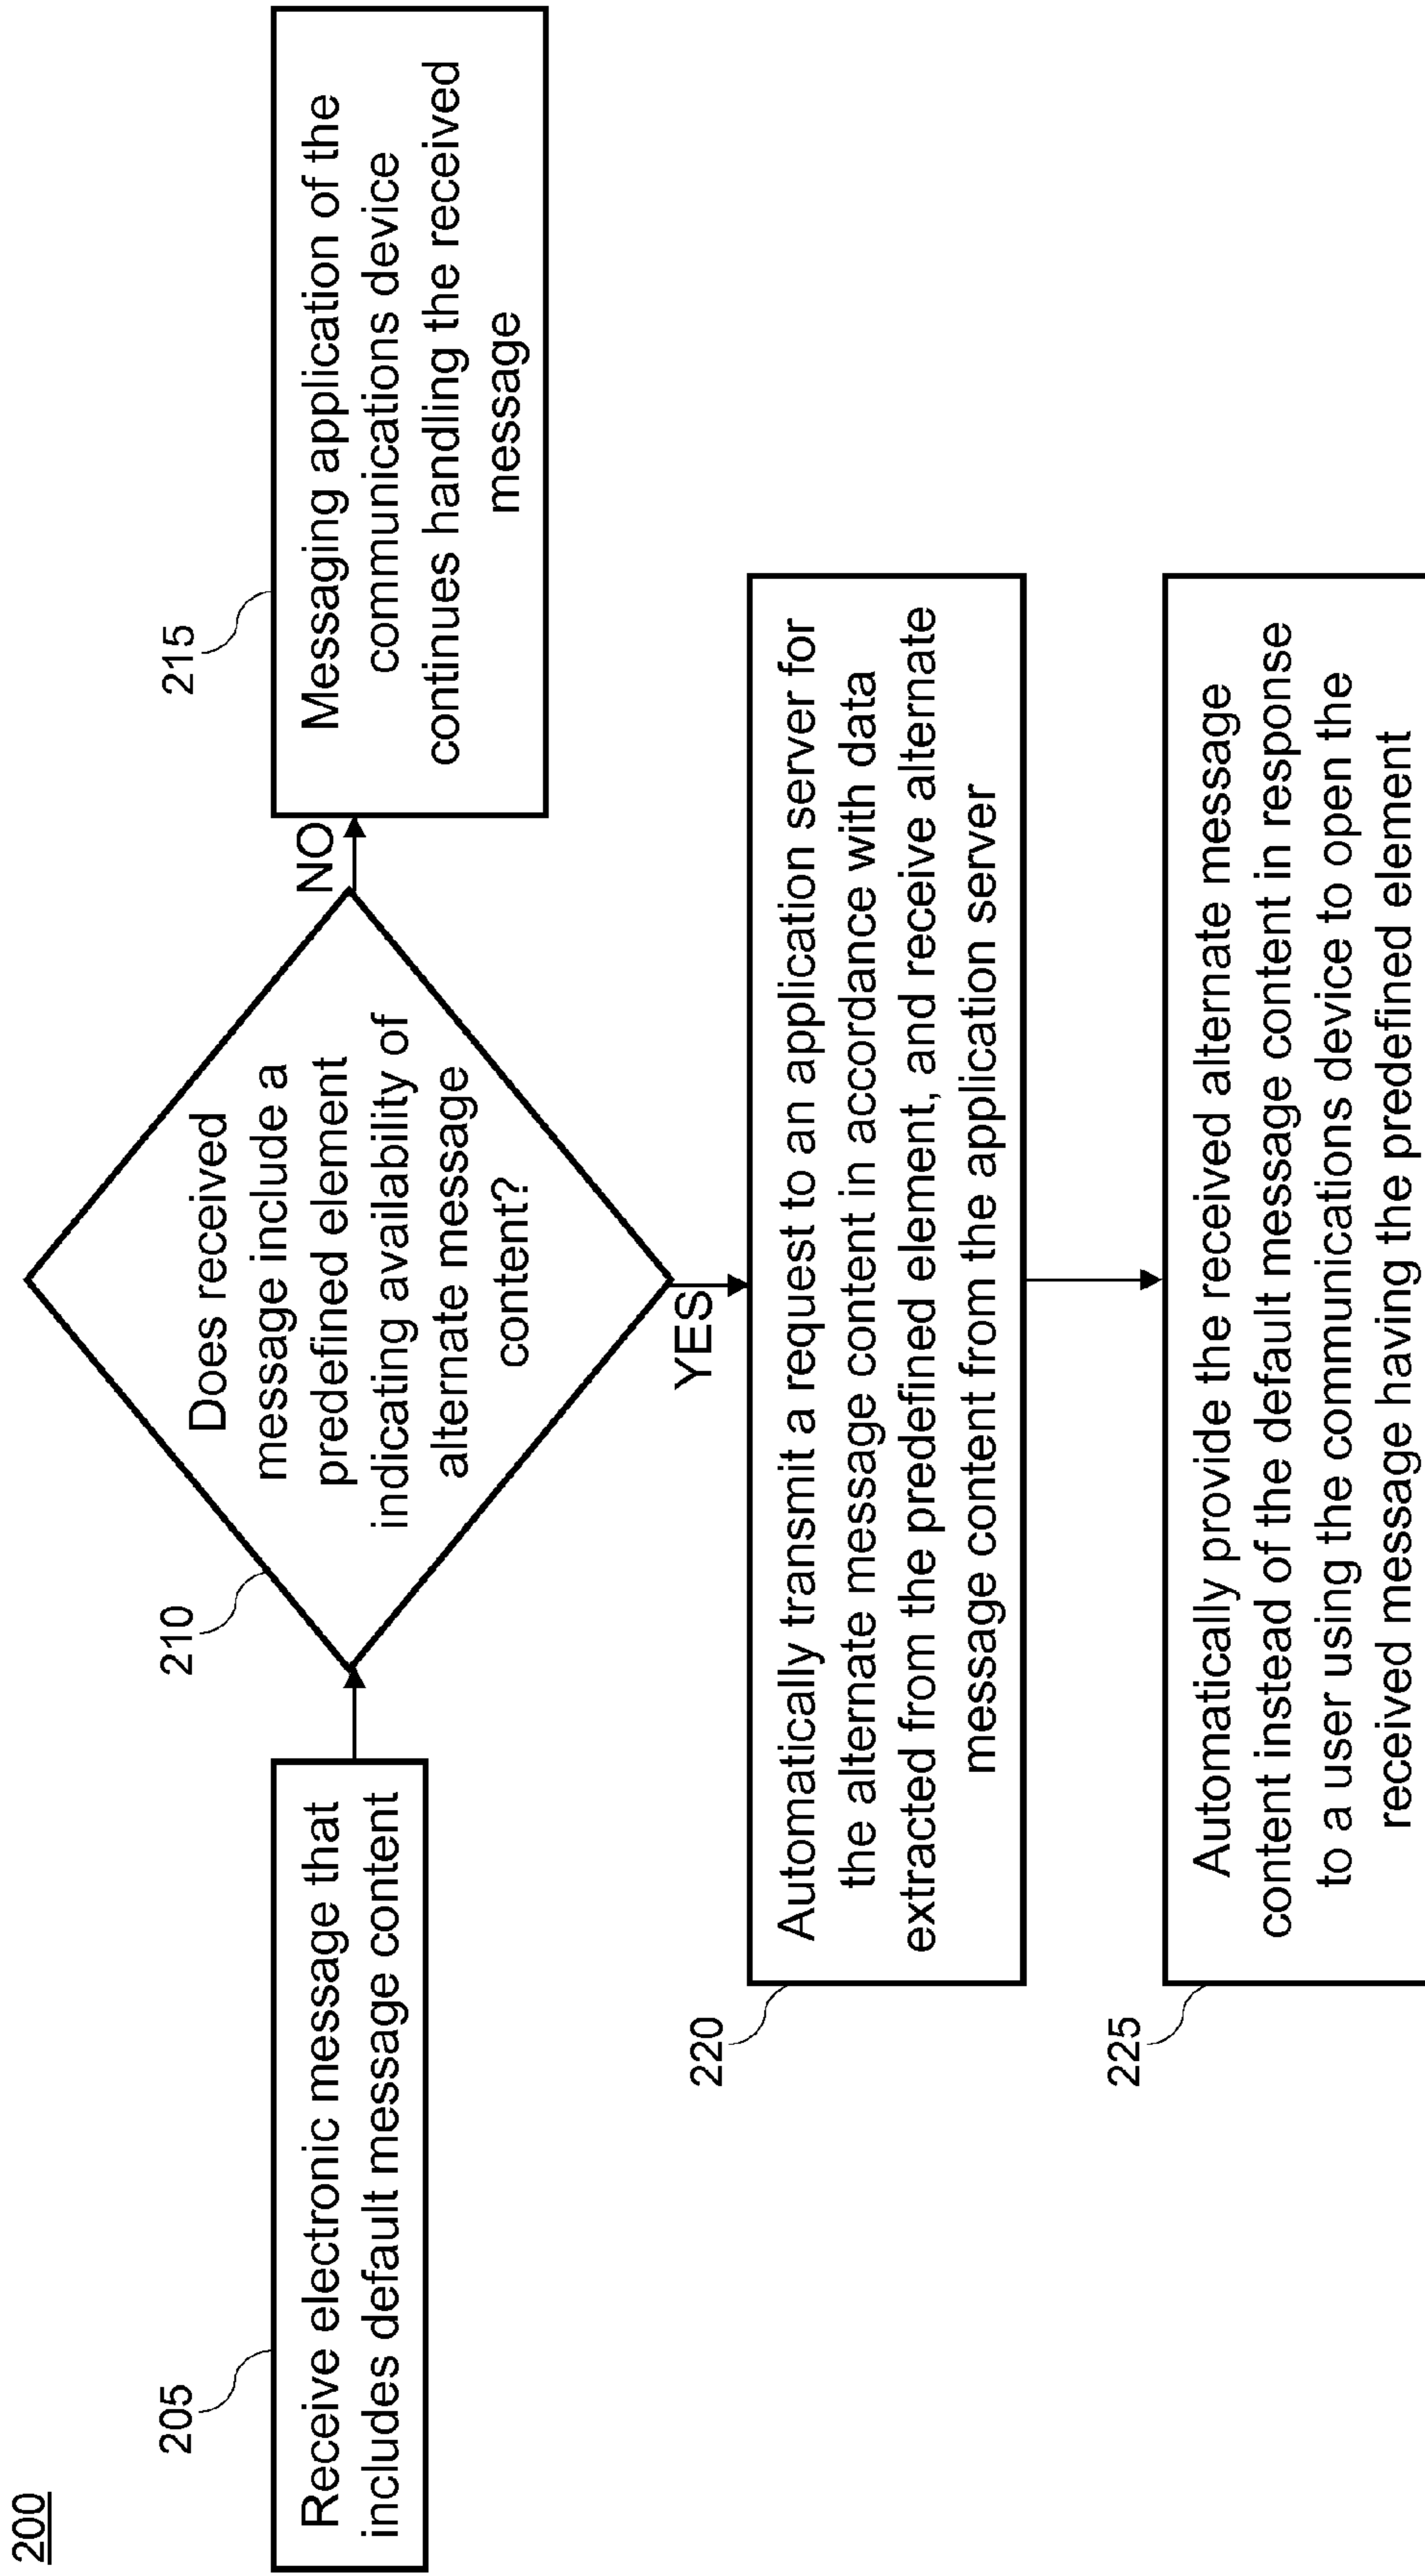 200
205
Receive electronic message that
includes default message content
210
Does received
message include a
predefined element
indicating availability of
alternate message
content?
NO
215
Messaging application of the
communications device
continues handling the received
message
YES
220
Automatically transmit a request to an application server for
the alternate message content in accordance with data
extracted from the predefined element, and receive alternate
message content from the application server
225
Automatically provide the received alternate message
content instead of the default message content in response
to a user using the communications device to open the
received message having the predefined element